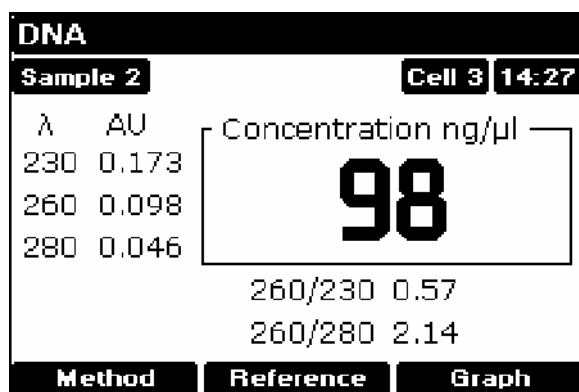 DNA
Sample 2 Cell 3 14:27
λ AU
Concentration ng/µl
230 0.173
260 0.098
280 0.046
98
260/230 0.57
260/280 2.14
Method Reference Graph